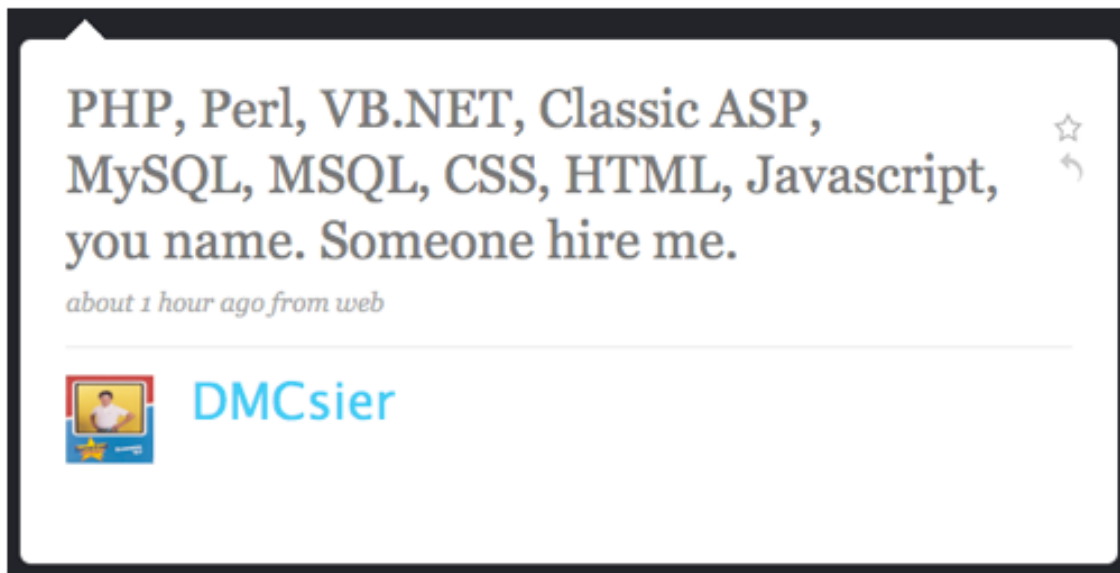 PHP, Perl, VB.NET, Classic ASP,
MySQL, MSQL, CSS, HTML, Javascript,
you name. Someone hire me.
about 1 hour ago from web
DMCsier